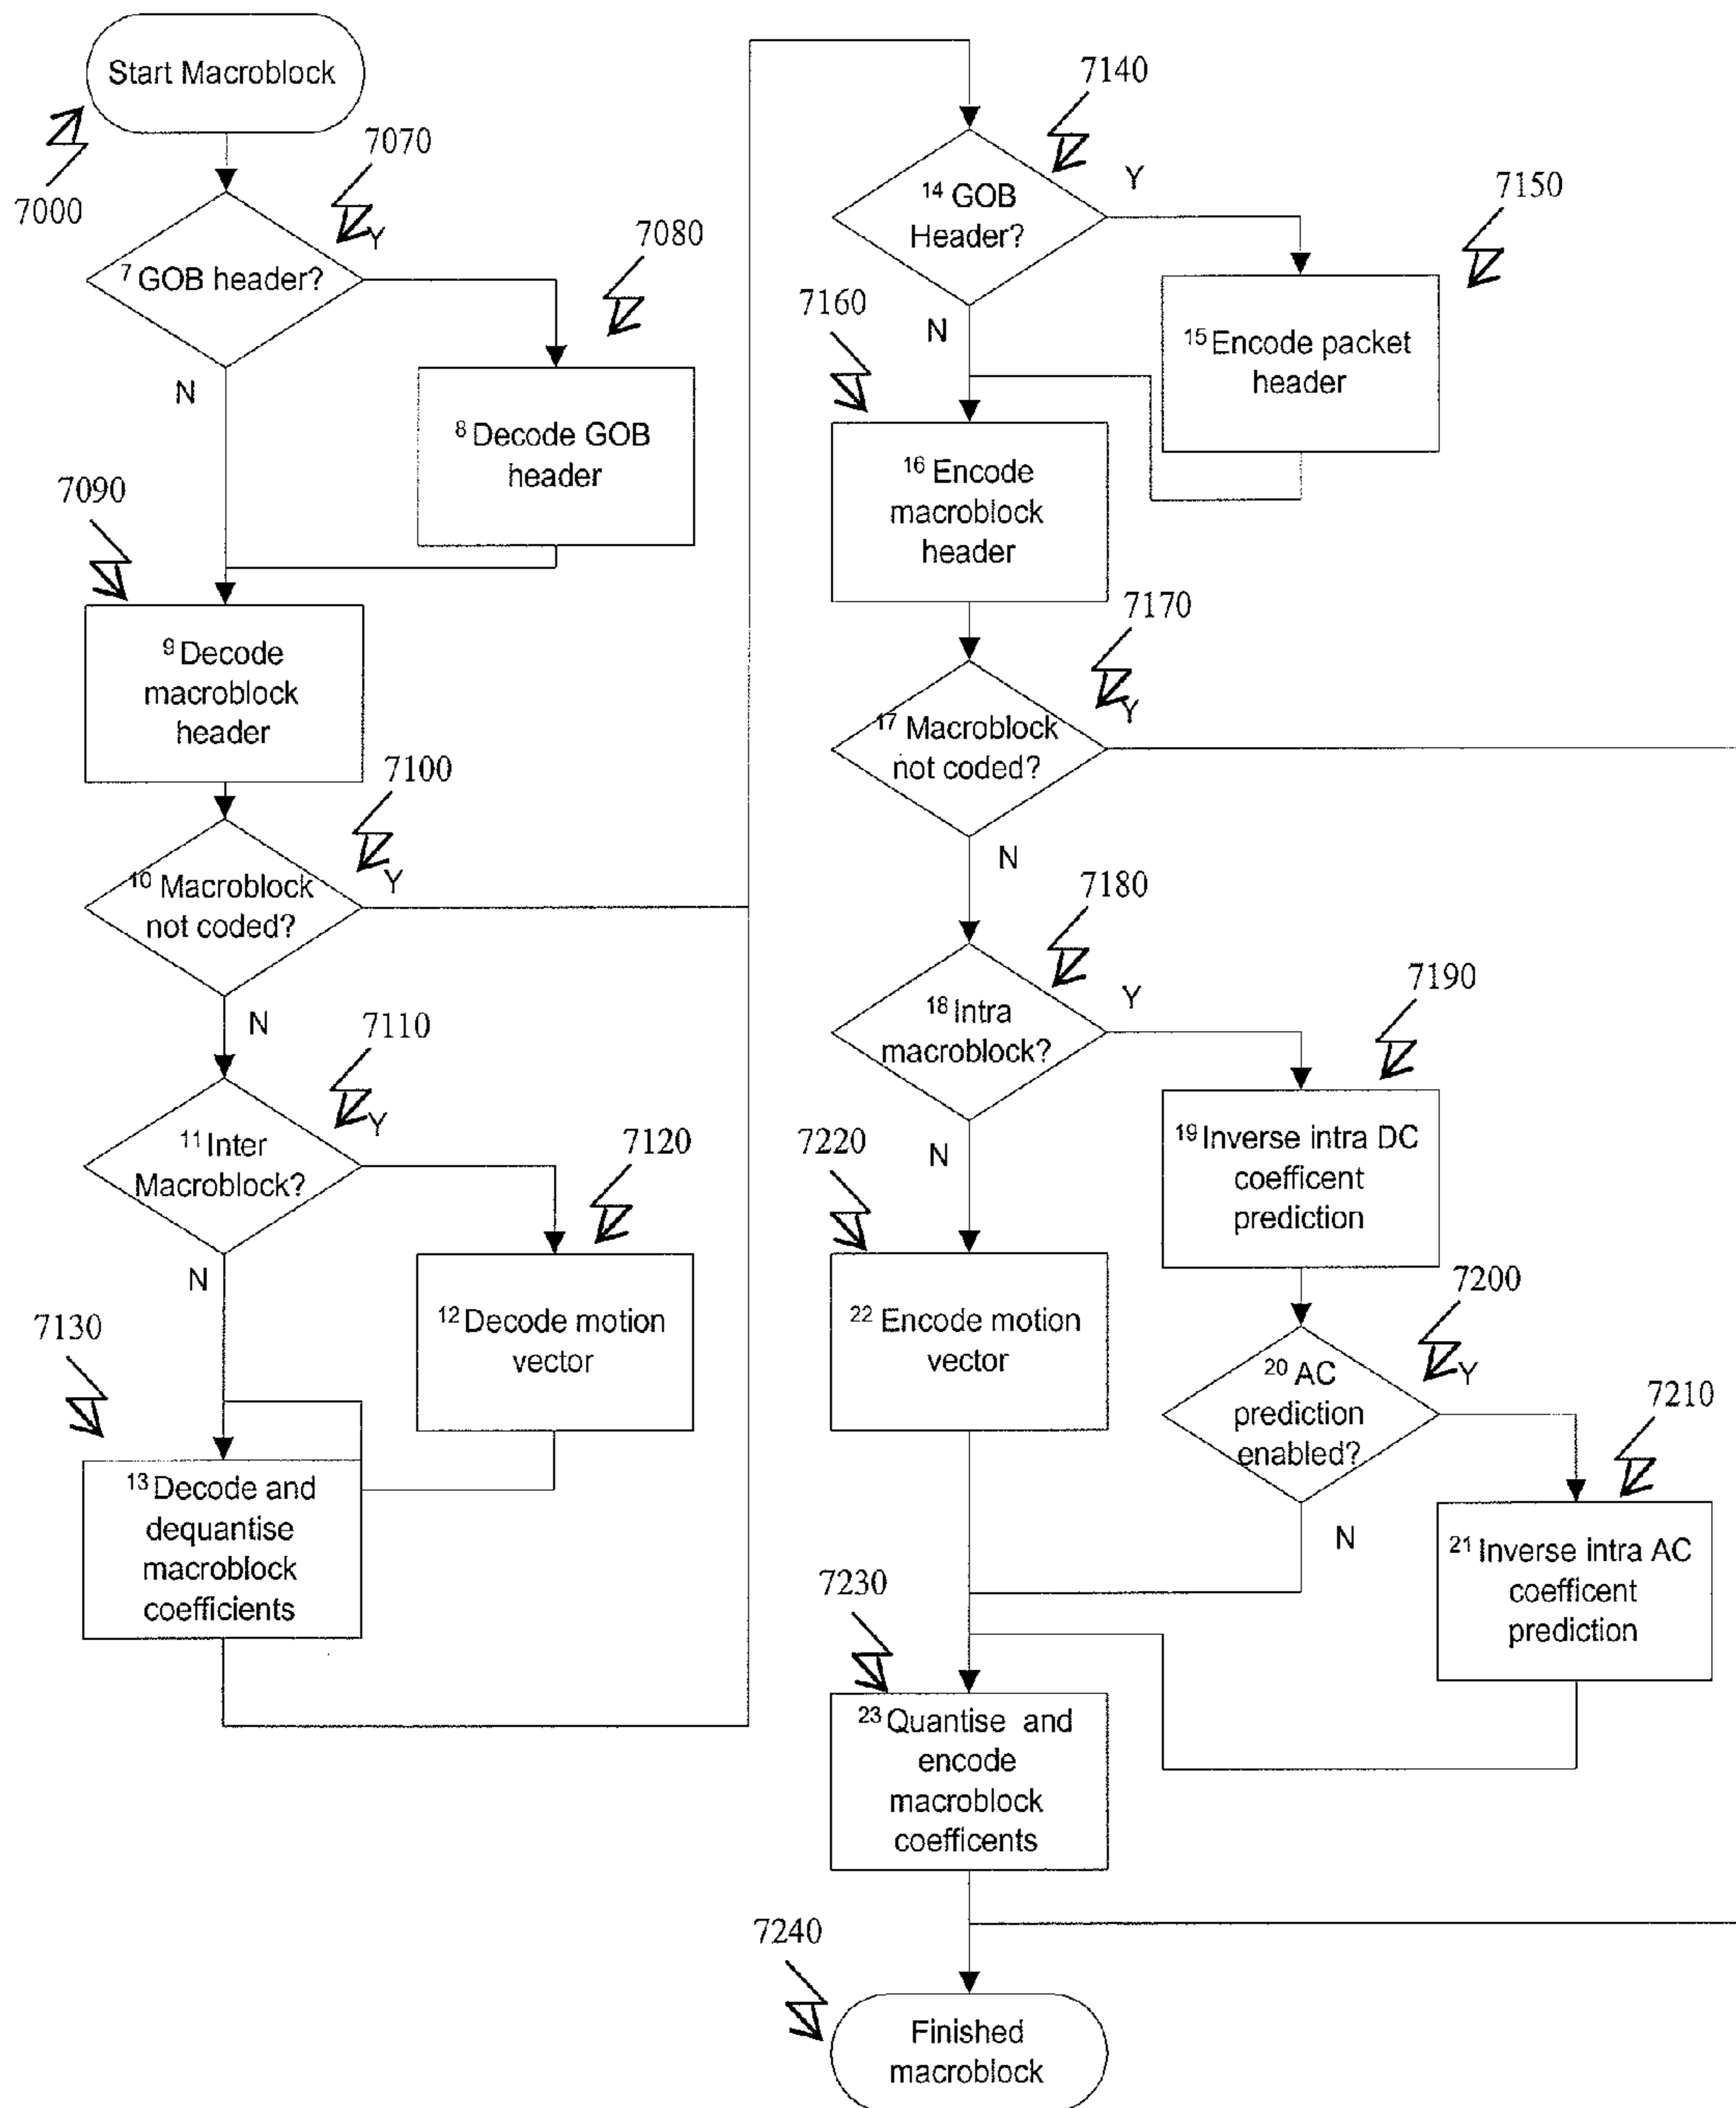 Start Macroblock
7000
7070
Y
7 GOB header?
N
7080
8 Decode GOB
header
7090
9 Decode
macroblock
header
7100
Y
10 Macroblock
not coded?
N
7110
Y
11 Inter
Macroblock?
N
7120
12 Decode motion
vector
7130
13 Decode and
dequantise
macroblock
coefficients
7140
Y
14 GOB
Header?
N
7150
15 Encode packet
header
7160
16 Encode
macroblock
header
7170
Y
17 Macroblock
not coded?
N
7180
Y
18 Intra
macroblock?
N
7190
19 Inverse intra DC
coefficent
prediction
7200
Y
20 AC
prediction
enabled?
N
7210
21 Inverse intra AC
coefficent
prediction
7220
22 Encode motion
vector
7230
23 Quantise and
encode
macroblock
coefficents
7240
Finished
macroblock